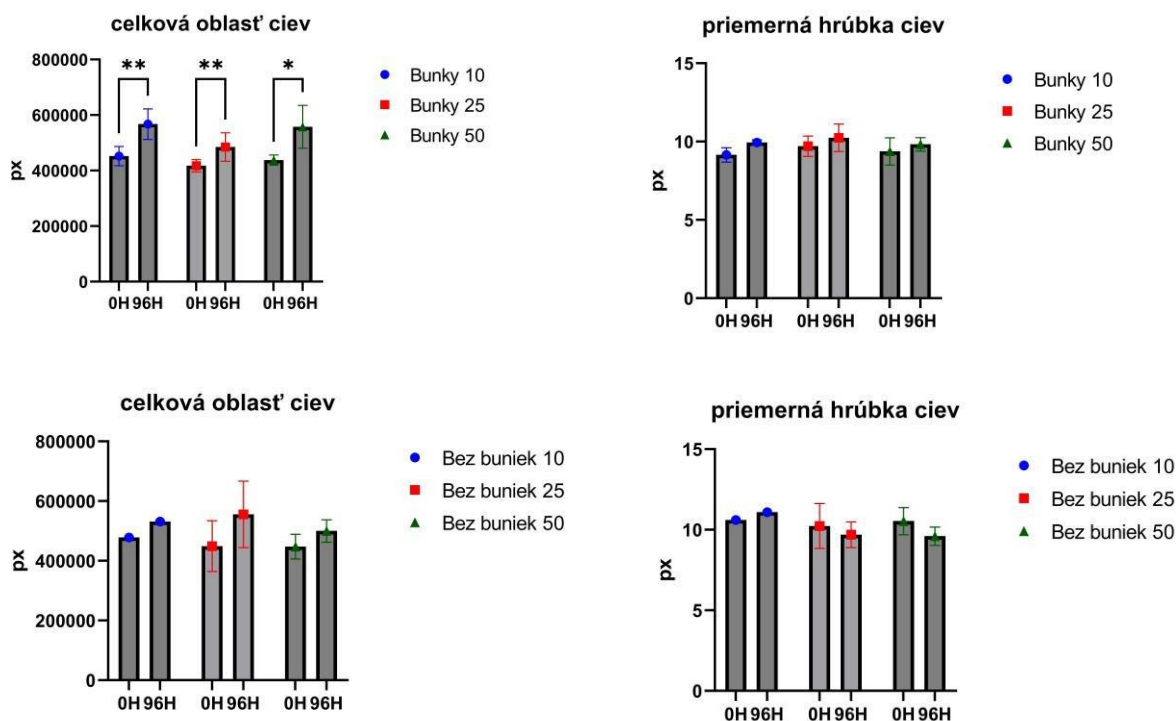 celková oblasť ciev
800000
600000
400000
200000
0
px
** ** *
0H 96H 0H 96H 0H 96H
Bunky 10
Bunky 25
Bunky 50
priemerná hrúbka ciev
15
10
5
0
px
0H 96H 0H 96H 0H 96H
Bunky 10
Bunky 25
Bunky 50
celková oblasť ciev
800000
600000
400000
200000
0
px
0H 96H 0H 96H 0H 96H
Bez buniek 10
Bez buniek 25
Bez buniek 50
priemerná hrúbka ciev
15
10
5
0
px
0H 96H 0H 96H 0H 96H
Bez buniek 10
Bez buniek 25
Bez buniek 50